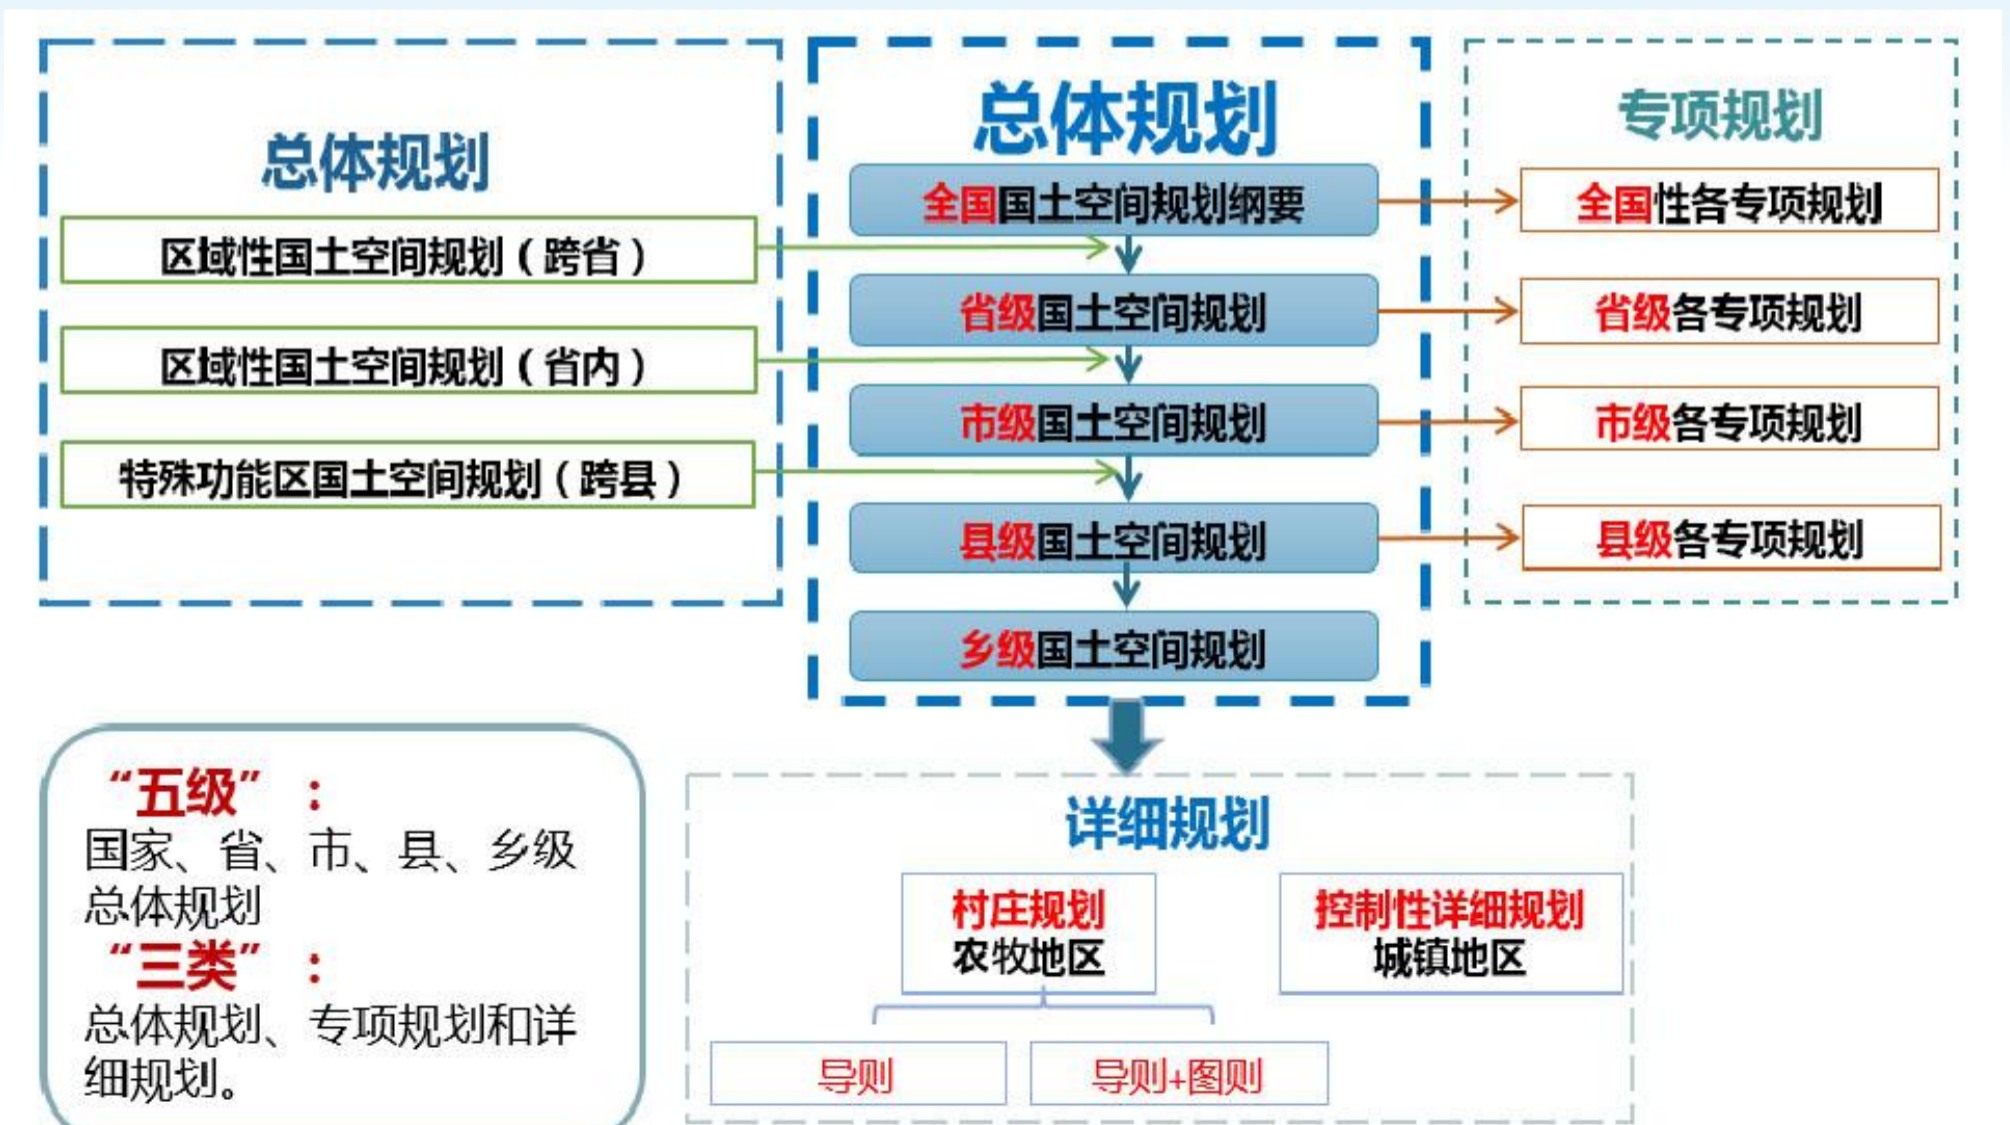 总体规划
区域性国土空间规划（跨省）
区域性国土空间规划（省内）
特殊功能区国土空间规划（跨县）
总体规划
全国国土空间规划纲要
省级国土空间规划
市级国土空间规划
县级国土空间规划
乡级国土空间规划
专项规划
全国性各专项规划
省级各专项规划
市级各专项规划
县级各专项规划
“五级”：
国家、省、市、县、乡级
总体规划
“三类”：
总体规划、专项规划和详
细规划。
详细规划
村庄规划
农牧地区
控制性详细规划
城镇地区
导则
导则+图则